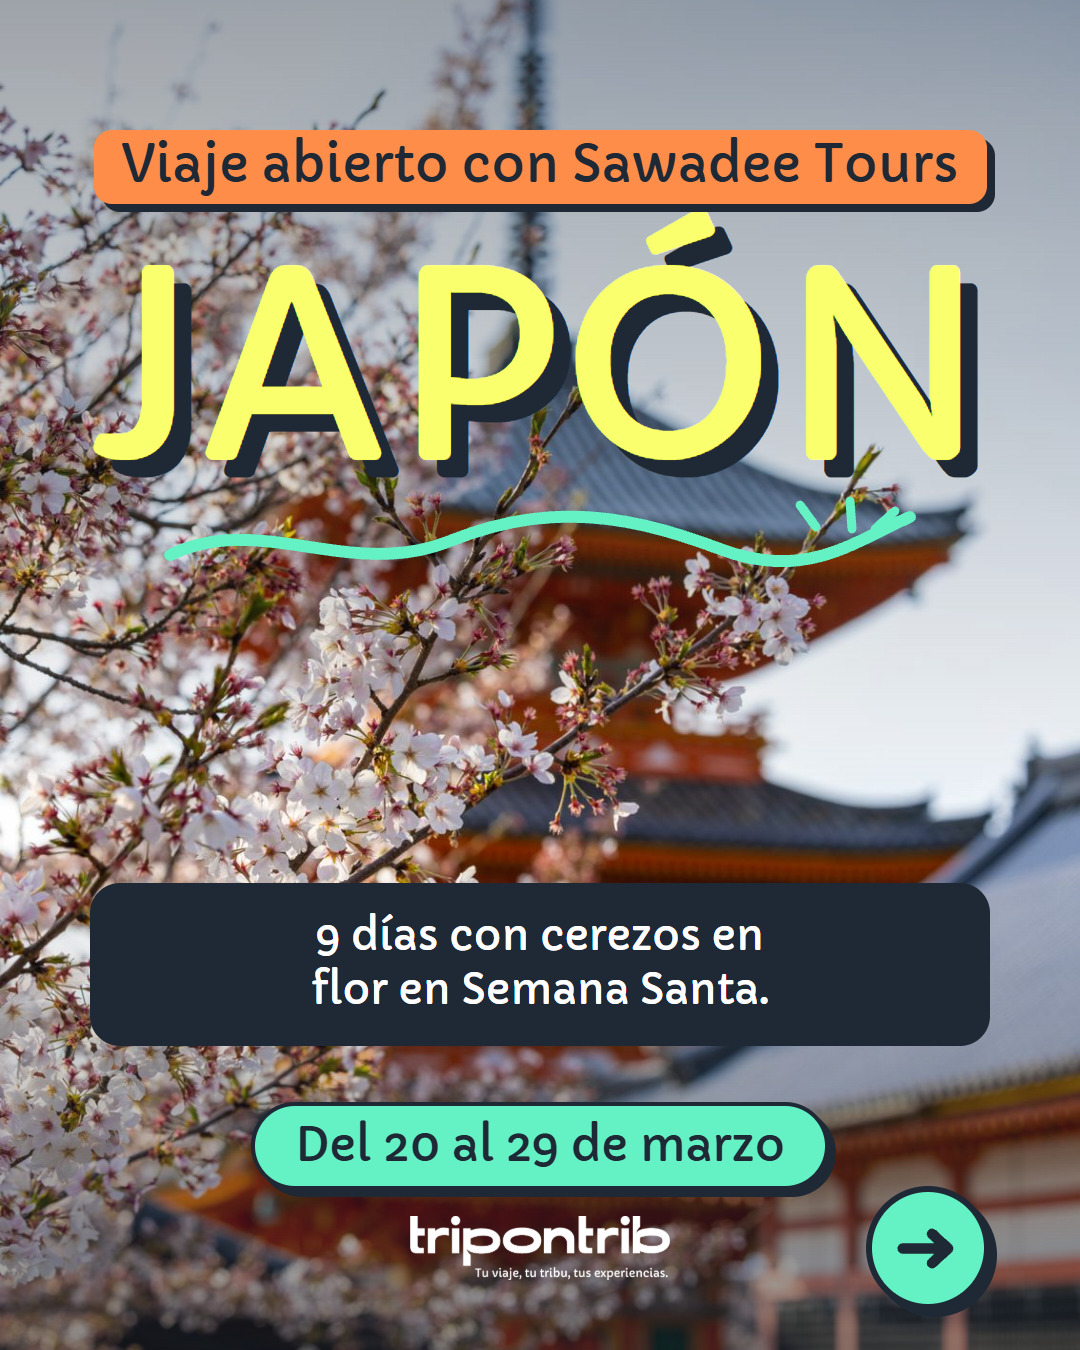 Viaje abierto con Sawadee Tours
JAPÓN
9 días con cerezos en
flor en Semana Santa.
Del 20 al 29 de marzo
tripontrib
Tu viaje, tu tribu, tus experiencias.